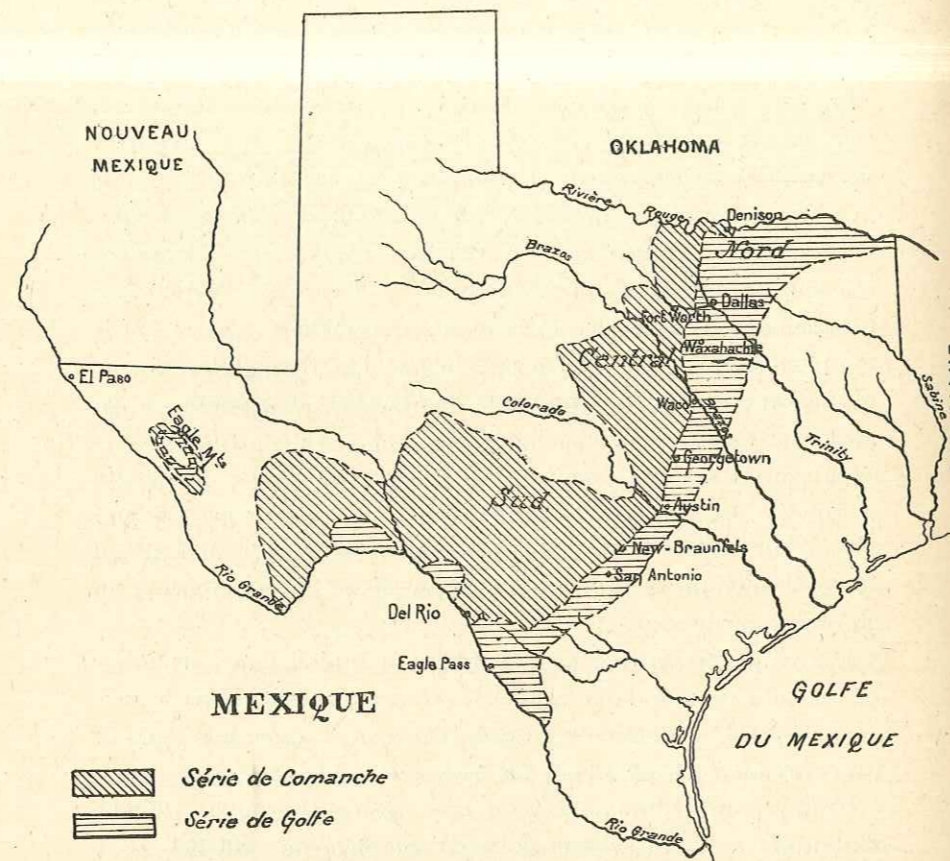 NOUVEAU
MEXIQUE
OKLAHOMA
Rivière Rouge
Denison
Nord
Brazos
Dallas
Fort Worth
Waxahachie
Central
El Paso
Colorado
Waco
Brazos
Sabine
Eagle Mts
Trinity
Georgetown
Sud
Austin
New-Braunfels
San Antonio
Rio Grande
Del Rio
Eagle Pass
MEXIQUE
GOLFE
DU MEXIQUE
Série de Comanche
Série de Golfe
Rio Grande